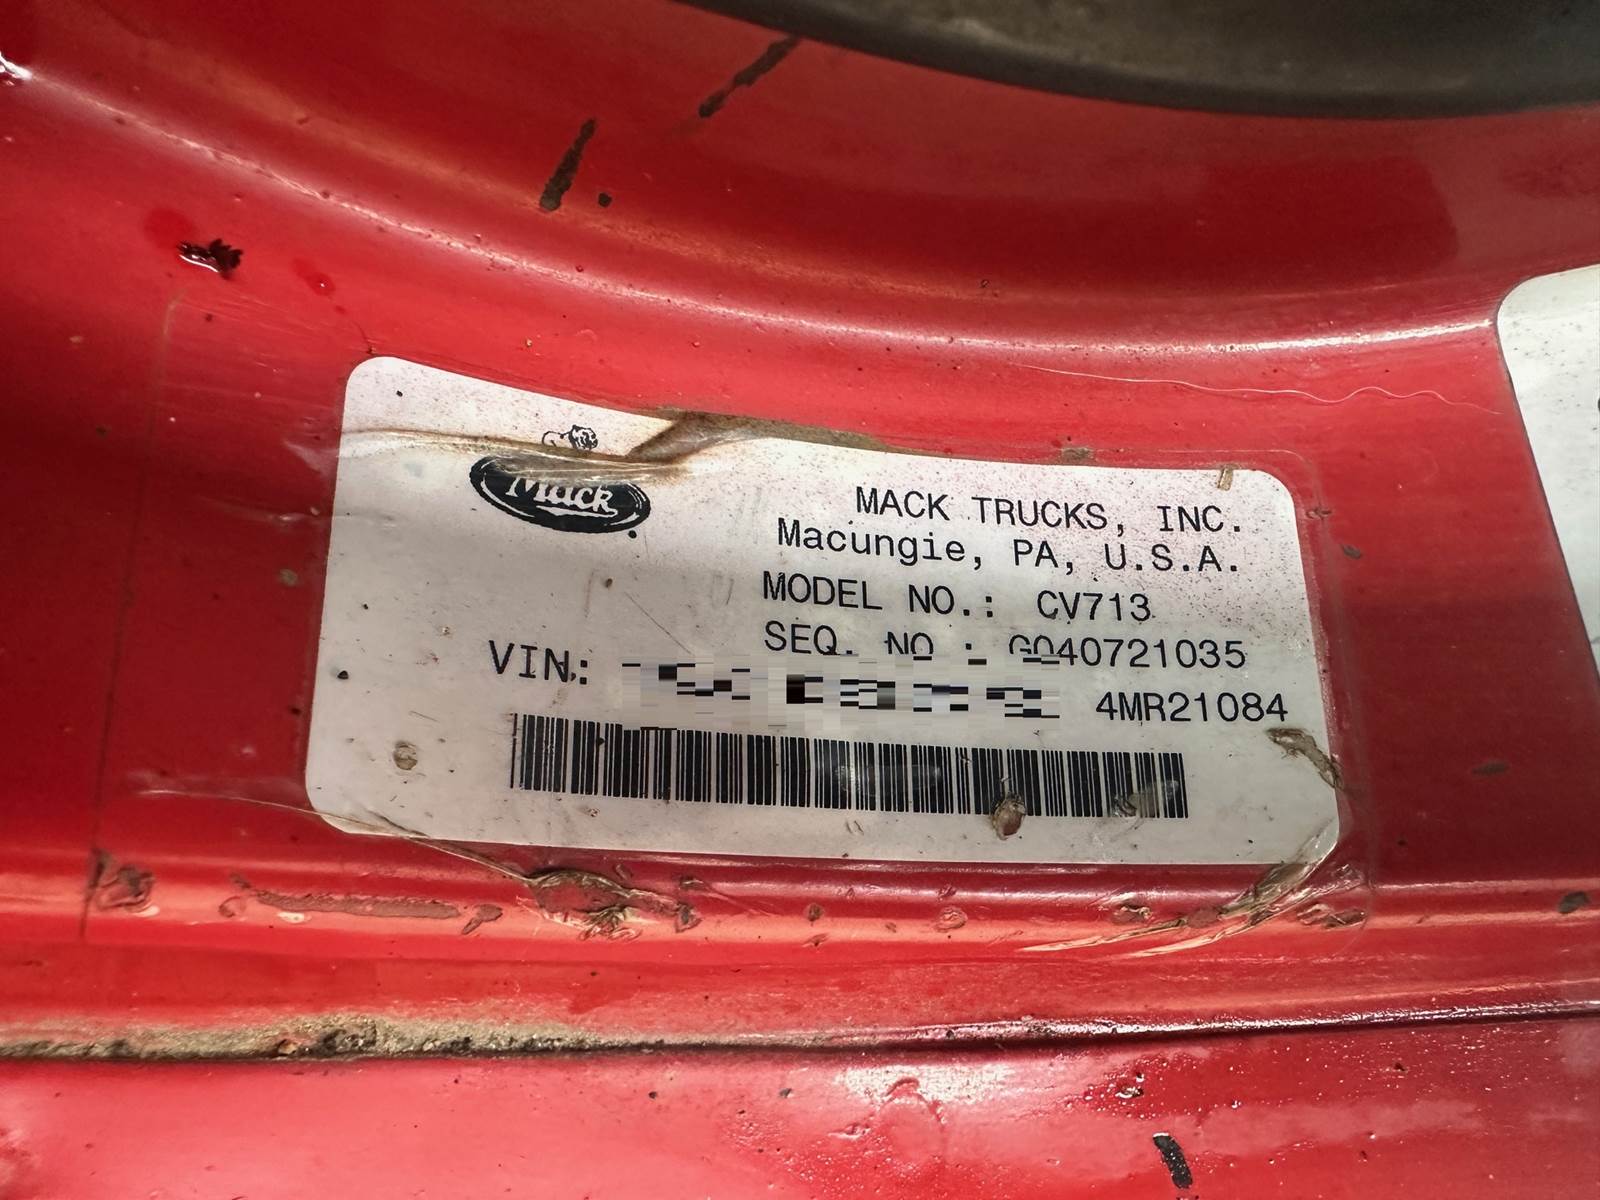 Mack
MACK TRUCKS, INC.
Macungie, PA, U.S.A.
MODEL NO.: CV713
SEQ. NO.: G040721035
VIN: 4MR21084